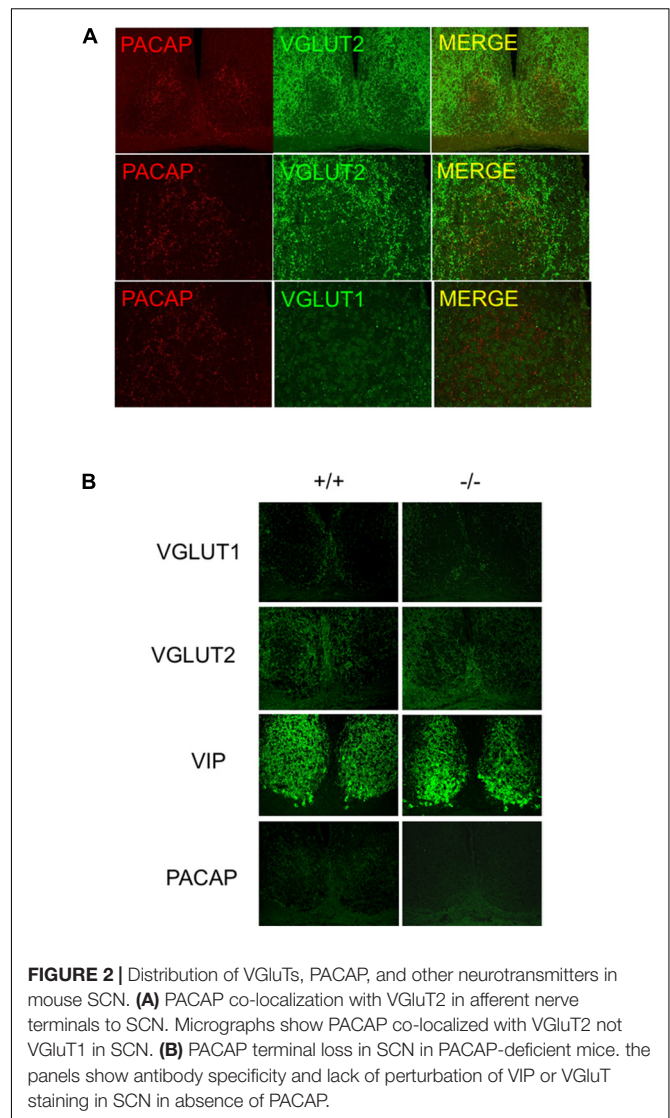 A
PACAP VGLUT2 MERGE
PACAP VGLUT2 MERGE
PACAP VGLUT1 MERGE
B
+/+ -/-
VGLUT1
VGLUT2
VIP
PACAP
FIGURE 2 | Distribution of VGluTs, PACAP, and other neurotransmitters in
mouse SCN. (A) PACAP co-localization with VGluT2 in afferent nerve
terminals to SCN. Micrographs show PACAP co-localized with VGluT2 not
VGluT1 in SCN. (B) PACAP terminal loss in SCN in PACAP-deficient mice. the
panels show antibody specificity and lack of perturbation of VIP or VGluT
staining in SCN in absence of PACAP.